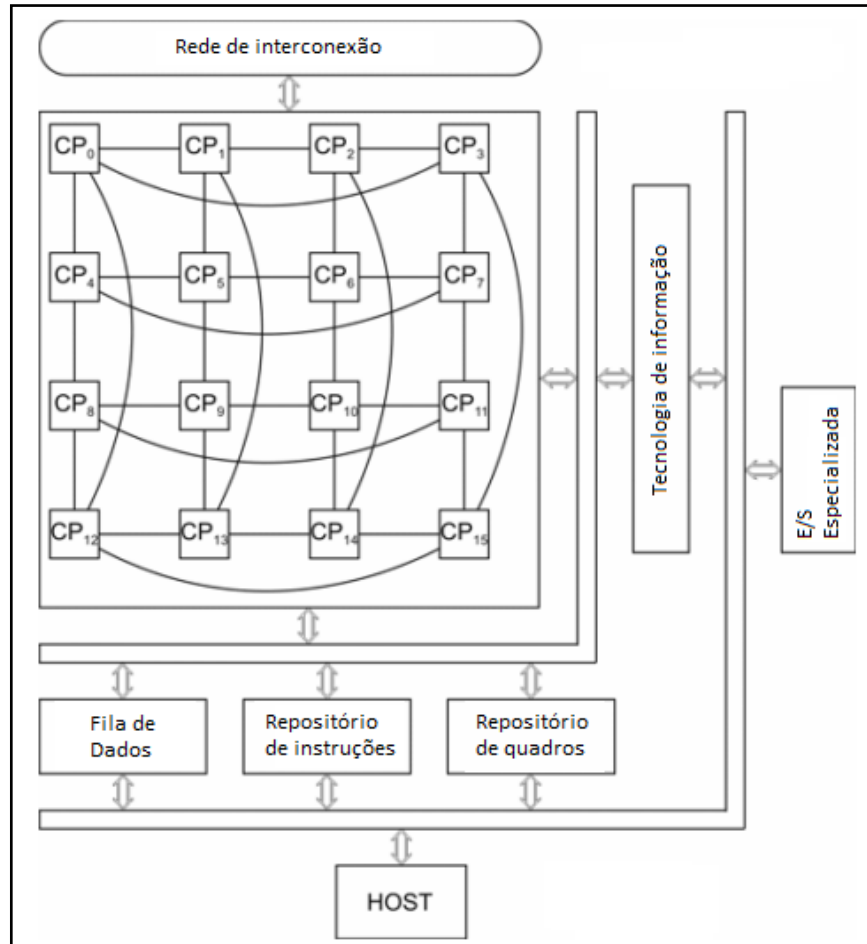 Rede de interconexão
CP₀ CP₁ CP₂ CP₃
CP₄ CP₅ CP₆ CP₇
CP₈ CP₉ CP₁₀ CP₁₁
CP₁₂ CP₁₃ CP₁₄ CP₁₅
Tecnologia de informação
E/S
Especializada
Fila de
Dados
Repositório
de instruções
Repositório
de quadros
HOST